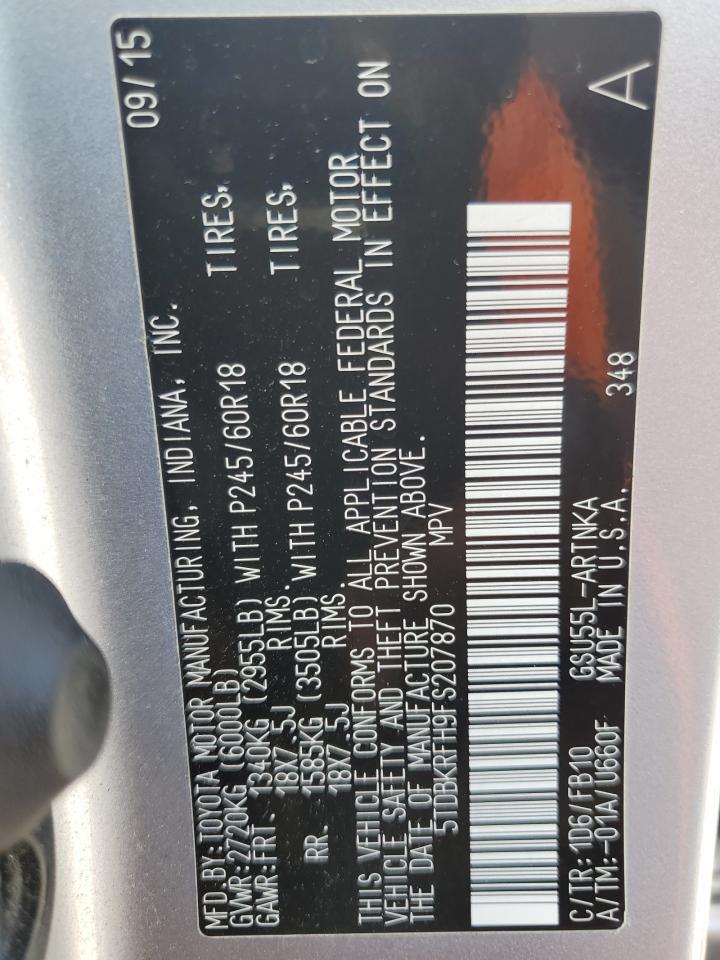 MFD.BY:TOYOTA MOTOR MANUFACTURING, INDIANA, INC. 09/15
GVWR:2720KG (6000LB)
GAWR:FRT. 1340KG (2955LB) WITH P245/60R18 TIRES,
18X7.5J RIMS.
RR. 1585KG (3505LB) WITH P245/60R18 TIRES,
18X7.5J RIMS.
THIS VEHICLE CONFORMS TO ALL APPLICABLE FEDERAL MOTOR
VEHICLE SAFETY AND THEFT PREVENTION STANDARDS IN EFFECT ON
THE DATE OF MANUFACTURE SHOWN ABOVE.
5TDBKRFH9FS207870 MPV
C/TR:1D6/FB10 GSU55L-ARTNKA
A/TM:-01A/U660F MADE IN U.S.A. 348 A